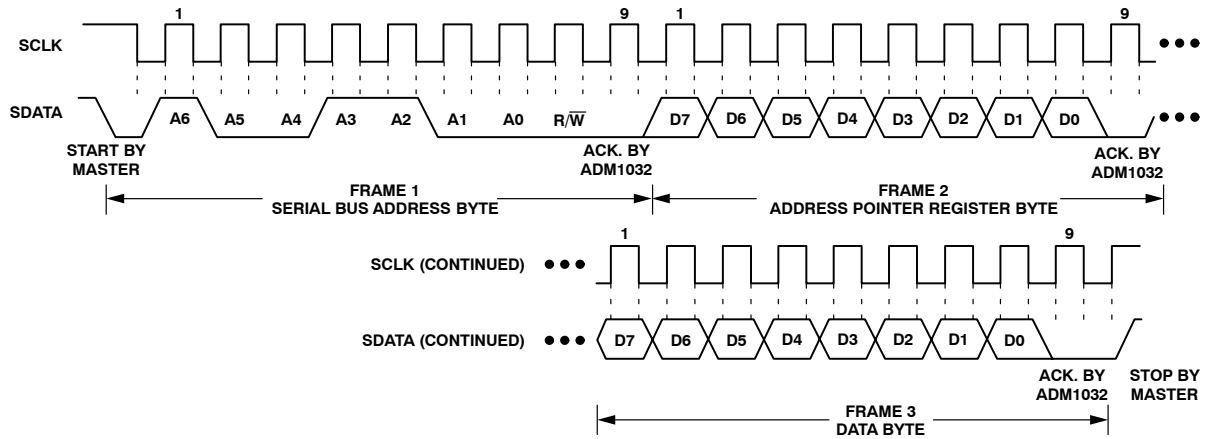 1 9 1 9
SCLK
SDATA A6 A5 A4 A3 A2 A1 A0 R/W̅ D7 D6 D5 D4 D3 D2 D1 D0
START BY
MASTER
ACK. BY
ADM1032
ACK. BY
ADM1032
FRAME 1
SERIAL BUS ADDRESS BYTE
FRAME 2
ADDRESS POINTER REGISTER BYTE
1 9
SCLK (CONTINUED)
SDATA (CONTINUED) D7 D6 D5 D4 D3 D2 D1 D0
ACK. BY
ADM1032
STOP BY
MASTER
FRAME 3
DATA BYTE